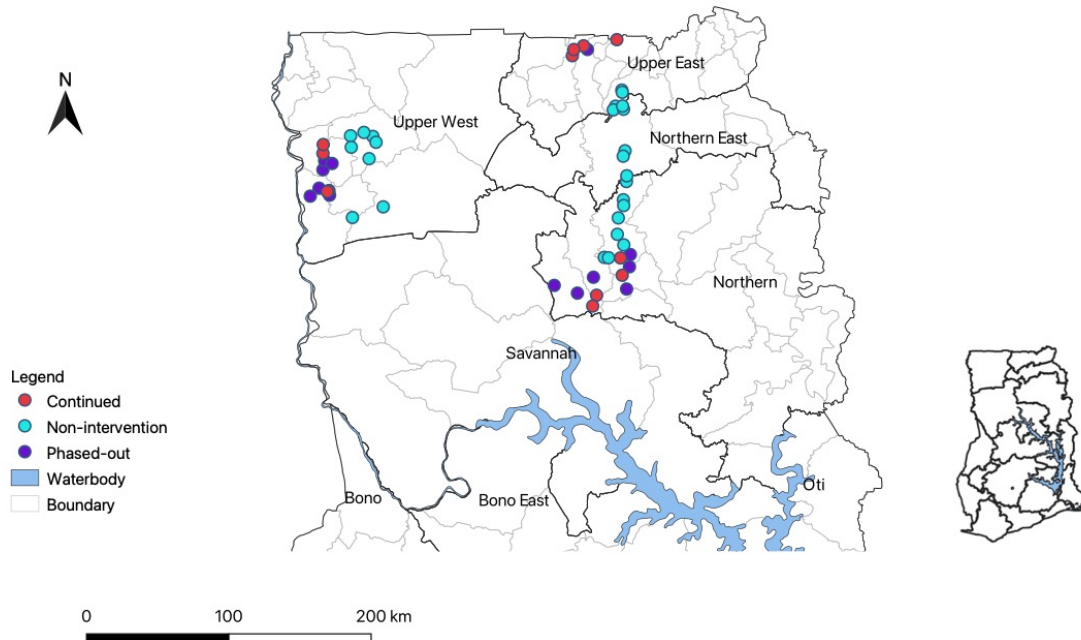 N
Upper East
Upper West
Northern East
Northern
Savannah
Legend
Continued
Non-intervention
Phased-out
Waterbody
Boundary
Bono
Bono East
Oti
0 100 200 km